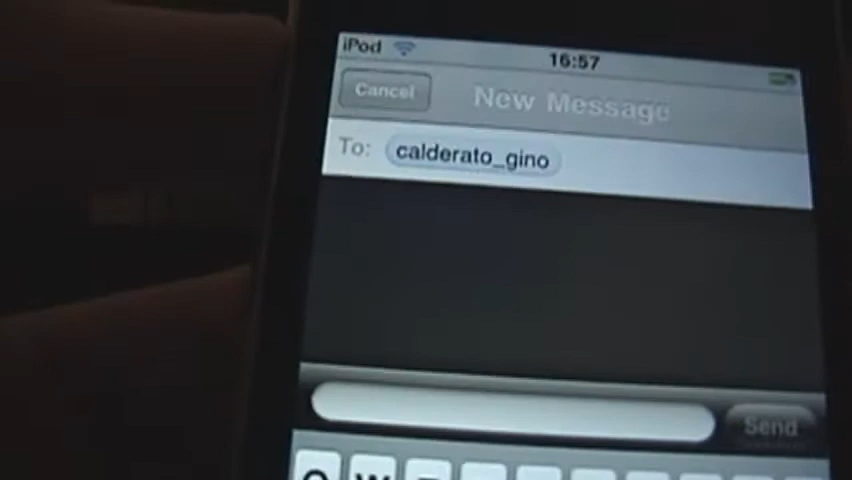 iPod 16:57
Cancel New Message
To: calderato_gino
Send
Q W